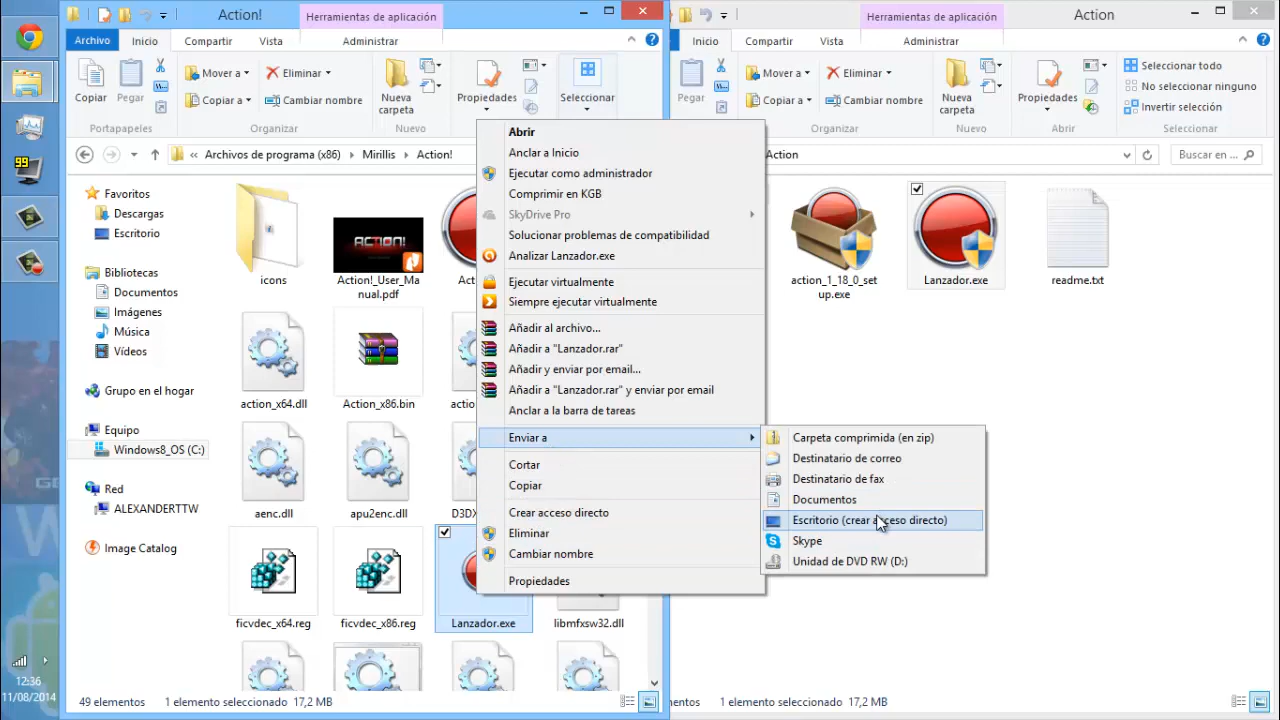 Action!
Herramientas de aplicación
Archivo
Inicio
Compartir
Vista
Administrar
Copiar
Pegar
Mover a
Copiar a
Eliminar
Cambiar nombre
Nueva
carpeta
Propiedades
Seleccionar
Portapapeles
Organizar
Nuevo
Archivos de programa (x86)
Mirillis
Action!
Favoritos
Descargas
Escritorio
Bibliotecas
Documentos
Imágenes
Música
Vídeos
Grupo en el hogar
Equipo
Windows8_OS (C:)
Red
ALEXANDERTTW
Image Catalog
icons
ACTION!
Action!_User_Ma
nual.pdf
action_x64.dll
Action_x86.bin
aenc.dll
apu2enc.dll
ficvdec_x64.reg
ficvdec_x86.reg
Lanzador.exe
libmfxsw32.dll
49 elementos
1 elemento seleccionado 17,2 MB
Abrir
Anclar a Inicio
Ejecutar como administrador
Comprimir en KGB
SkyDrive Pro
Solucionar problemas de compatibilidad
Analizar Lanzador.exe
Ejecutar virtualmente
Siempre ejecutar virtualmente
Añadir al archivo...
Añadir a "Lanzador.rar"
Añadir y enviar por email...
Añadir a "Lanzador.rar" y enviar por email
Anclar a la barra de tareas
Enviar a
Cortar
Copiar
Crear acceso directo
Eliminar
Cambiar nombre
Propiedades
Carpeta comprimida (en zip)
Destinatario de correo
Destinatario de fax
Documentos
Escritorio (crear acceso directo)
Skype
Unidad de DVD RW (D:)
Herramientas de aplicación
Action
Inicio
Compartir
Vista
Administrar
Pegar
Mover a
Copiar a
Eliminar
Cambiar nombre
Nueva
carpeta
Propiedades
Seleccionar todo
No seleccionar ninguno
Invertir selección
Organizar
Nuevo
Abrir
Seleccionar
Action
Buscar en ...
action_1_18_0_set
up.exe
Lanzador.exe
readme.txt
1 elemento seleccionado 17,2 MB
99
12:36
11/08/2014